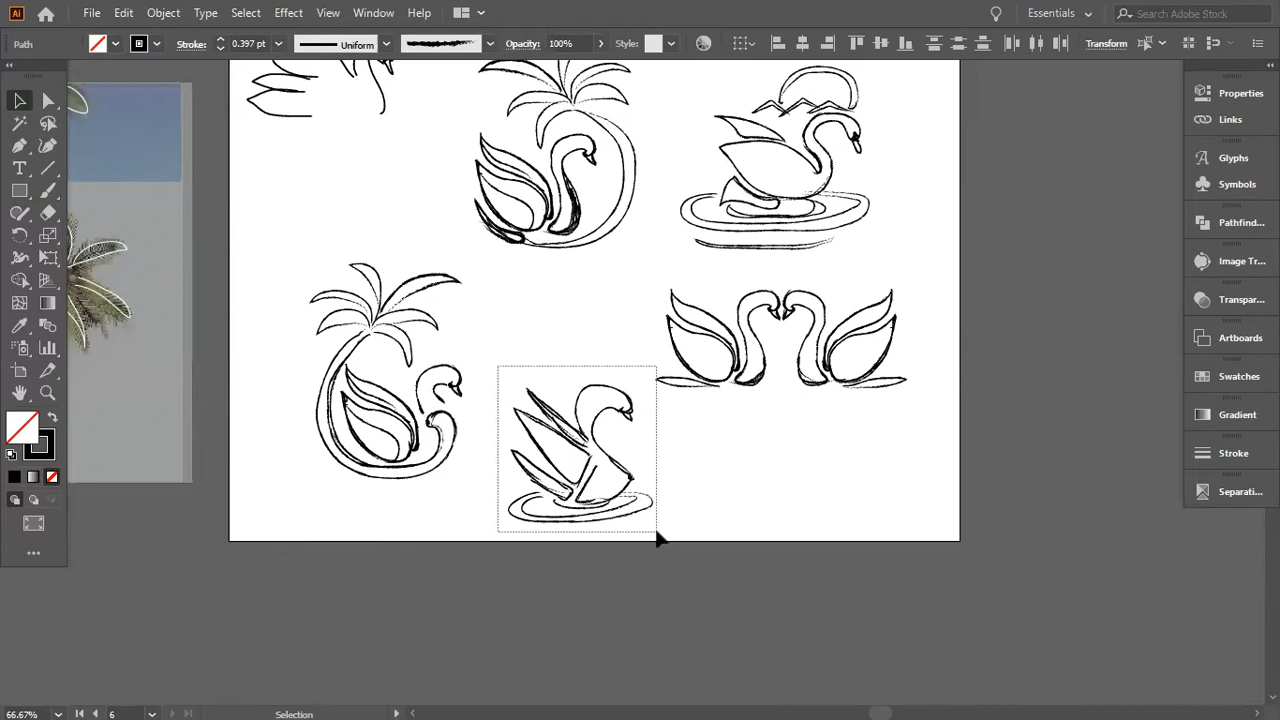 Ai File Edit Object Type Select Effect View Window Help Essentials Search Adobe Stock
Path Stroke: 0.397 pt Uniform Opacity: 100% Style: Transform
Properties
Links
Glyphs
Symbols
Pathfind...
Image Tr...
Transpar...
Artboards
Swatches
Gradient
Stroke
Separati...
66.67% 6 Selection